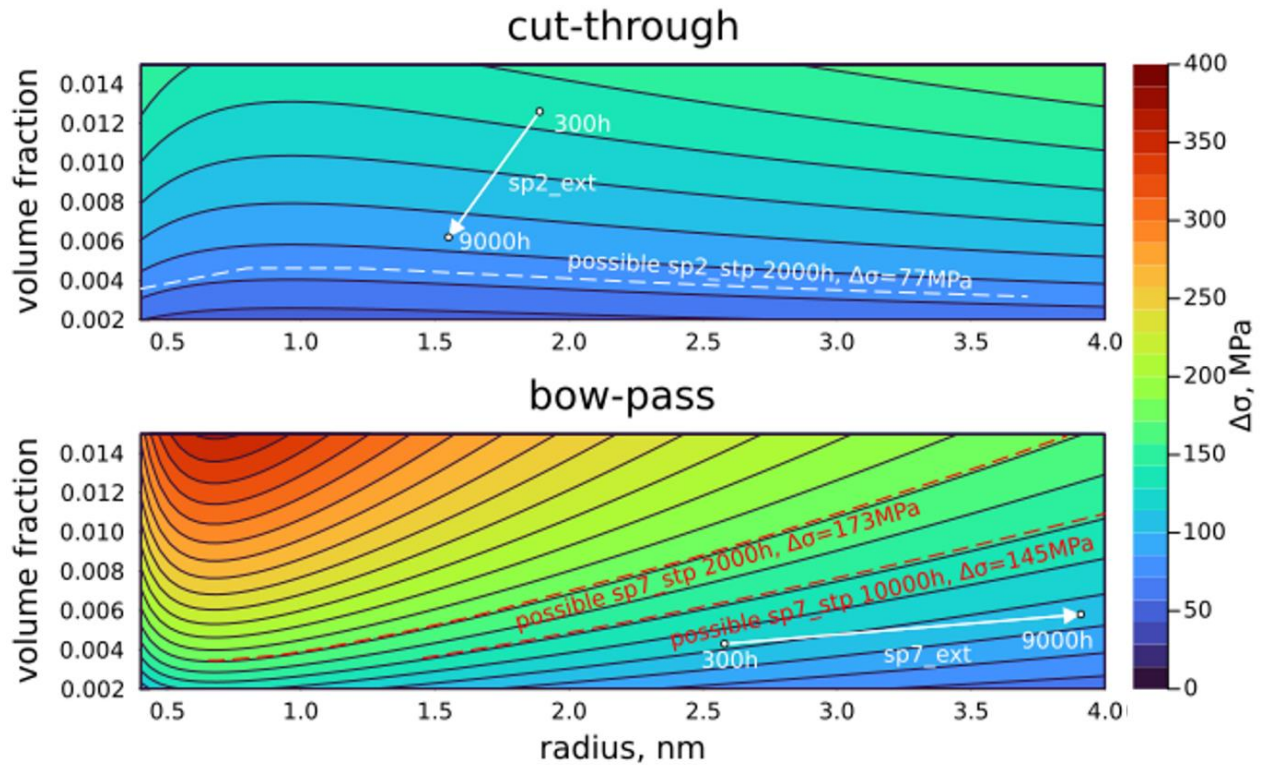 cut-through
volume fraction
0.014
0.012
0.010
0.008
0.006
0.004
0.002
300h
sp2_ext
9000h
possible sp2_stp 2000h, Δσ=77MPa
0.5 1.0 1.5 2.0 2.5 3.0 3.5 4.0
bow-pass
volume fraction
0.014
0.012
0.010
0.008
0.006
0.004
0.002
possible sp7_stp 2000h, Δσ=173MPa
possible sp7_stp 10000h, Δσ=145MPa
300h
sp7_ext
9000h
0.5 1.0 1.5 2.0 2.5 3.0 3.5 4.0
radius, nm
400
350
300
250
200
150
100
50
0
Δσ, MPa